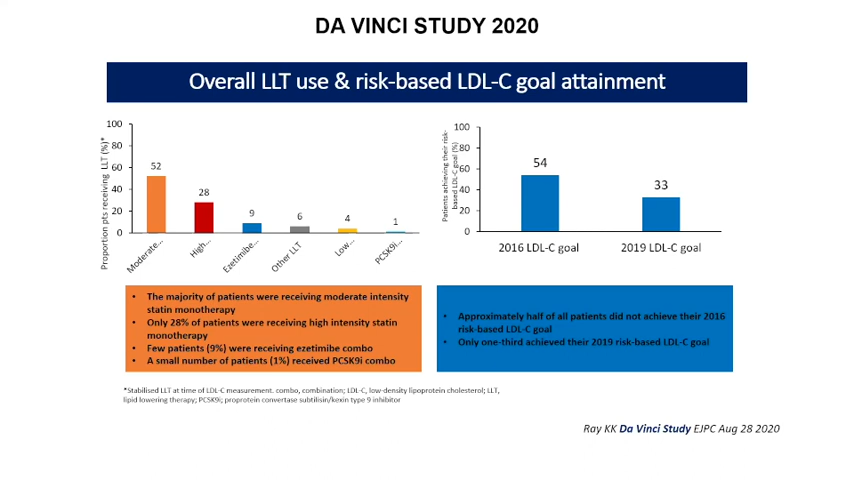 DA VINCI STUDY 2020
Overall LLT use & risk-based LDL-C goal attainment
Proportion pts receiving LLT (%)*
100
80
60
40
20
0
52
28
9
6
4
1
Moderate...
High...
Ezetimibe...
Other LLT
Low...
PCSK9i...
Patients achieving their risk-
based LDL-C goal (%)
100
80
60
40
20
0
54
33
2016 LDL-C goal
2019 LDL-C goal
• The majority of patients were receiving moderate intensity
statin monotherapy
• Only 28% of patients were receiving high intensity statin
monotherapy
• Few patients (9%) were receiving ezetimibe combo
• A small number of patients (1%) received PCSK9i combo
• Approximately half of all patients did not achieve their 2016
risk-based LDL-C goal
• Only one-third achieved their 2019 risk-based LDL-C goal
*Stabilised LLT at time of LDL-C measurement. combo, combination; LDL-C, low-density lipoprotein cholesterol; LLT,
lipid lowering therapy; PCSK9i; proprotein convertase subtilisin/kexin type 9 inhibitor
Ray KK Da Vinci Study EJPC Aug 28 2020